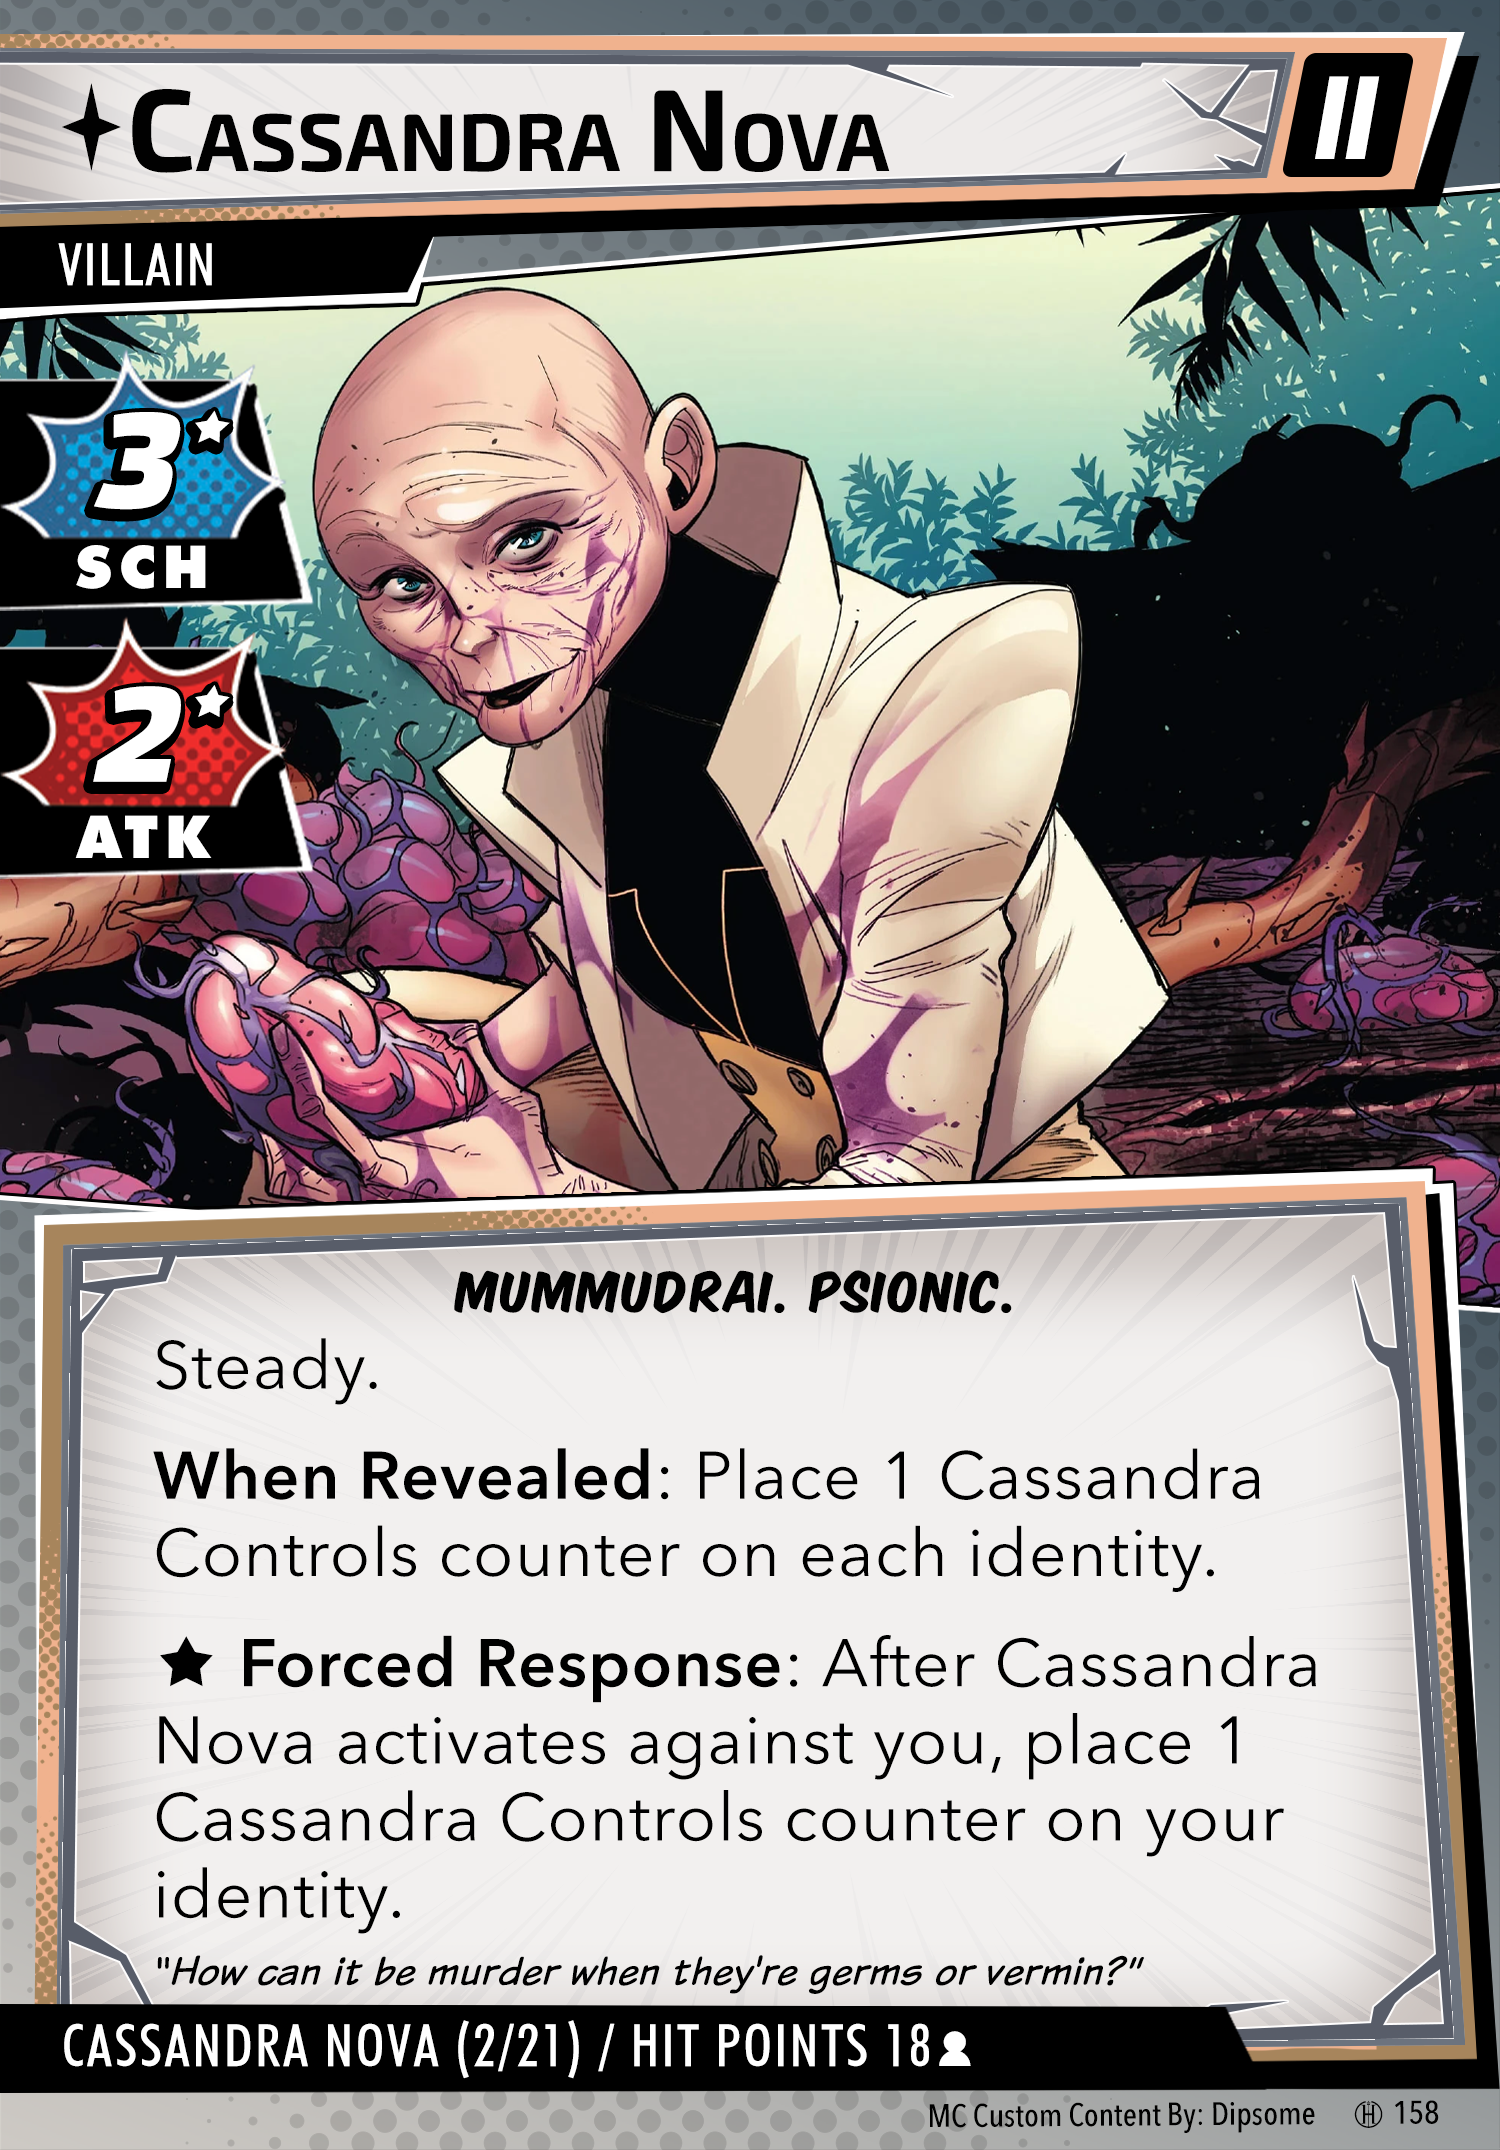 Cassandra Nova
II
VILLAIN
3
SCH
2
ATK
MUMMUDRAI. PSIONIC.
Steady.
When Revealed: Place 1 Cassandra
Controls counter on each identity.
★ Forced Response: After Cassandra
Nova activates against you, place 1
Cassandra Controls counter on your
identity.
"How can it be murder when they're germs or vermin?"
CASSANDRA NOVA (2/21) / HIT POINTS 18
MC Custom Content By: Dipsome
H 158